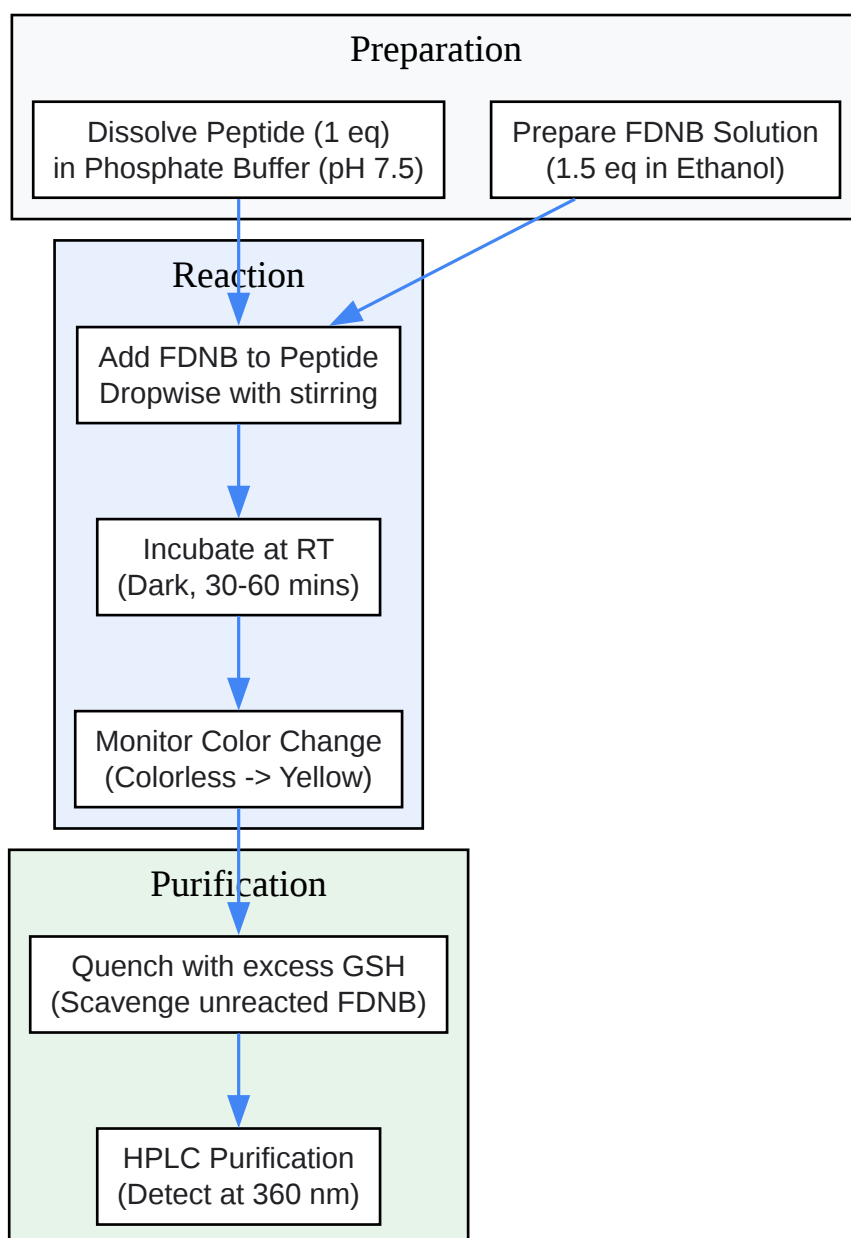 Preparation
Dissolve Peptide (1 eq)
in Phosphate Buffer (pH 7.5)
Prepare FDNB Solution
(1.5 eq in Ethanol)
Reaction
Add FDNB to Peptide
Dropwise with stirring
Incubate at RT
(Dark, 30-60 mins)
Monitor Color Change
(Colorless -> Yellow)
Purification
Quench with excess GSH
(Scavenge unreacted FDNB)
HPLC Purification
(Detect at 360 nm)